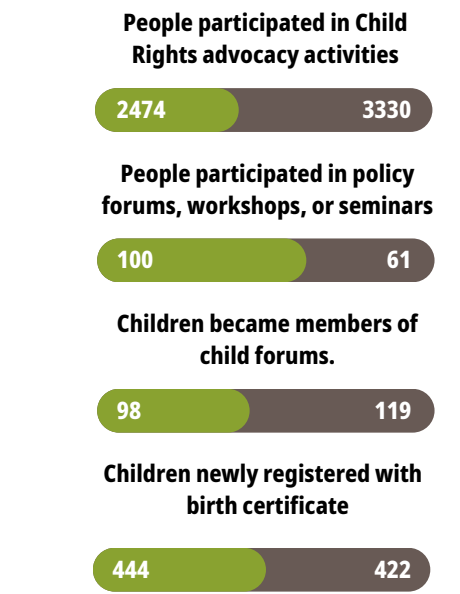 People participated in Child
Rights advocacy activities
2474 3330
People participated in policy
forums, workshops, or seminars
100 61
Children became members of
child forums.
98 119
Children newly registered with
birth certificate
444 422